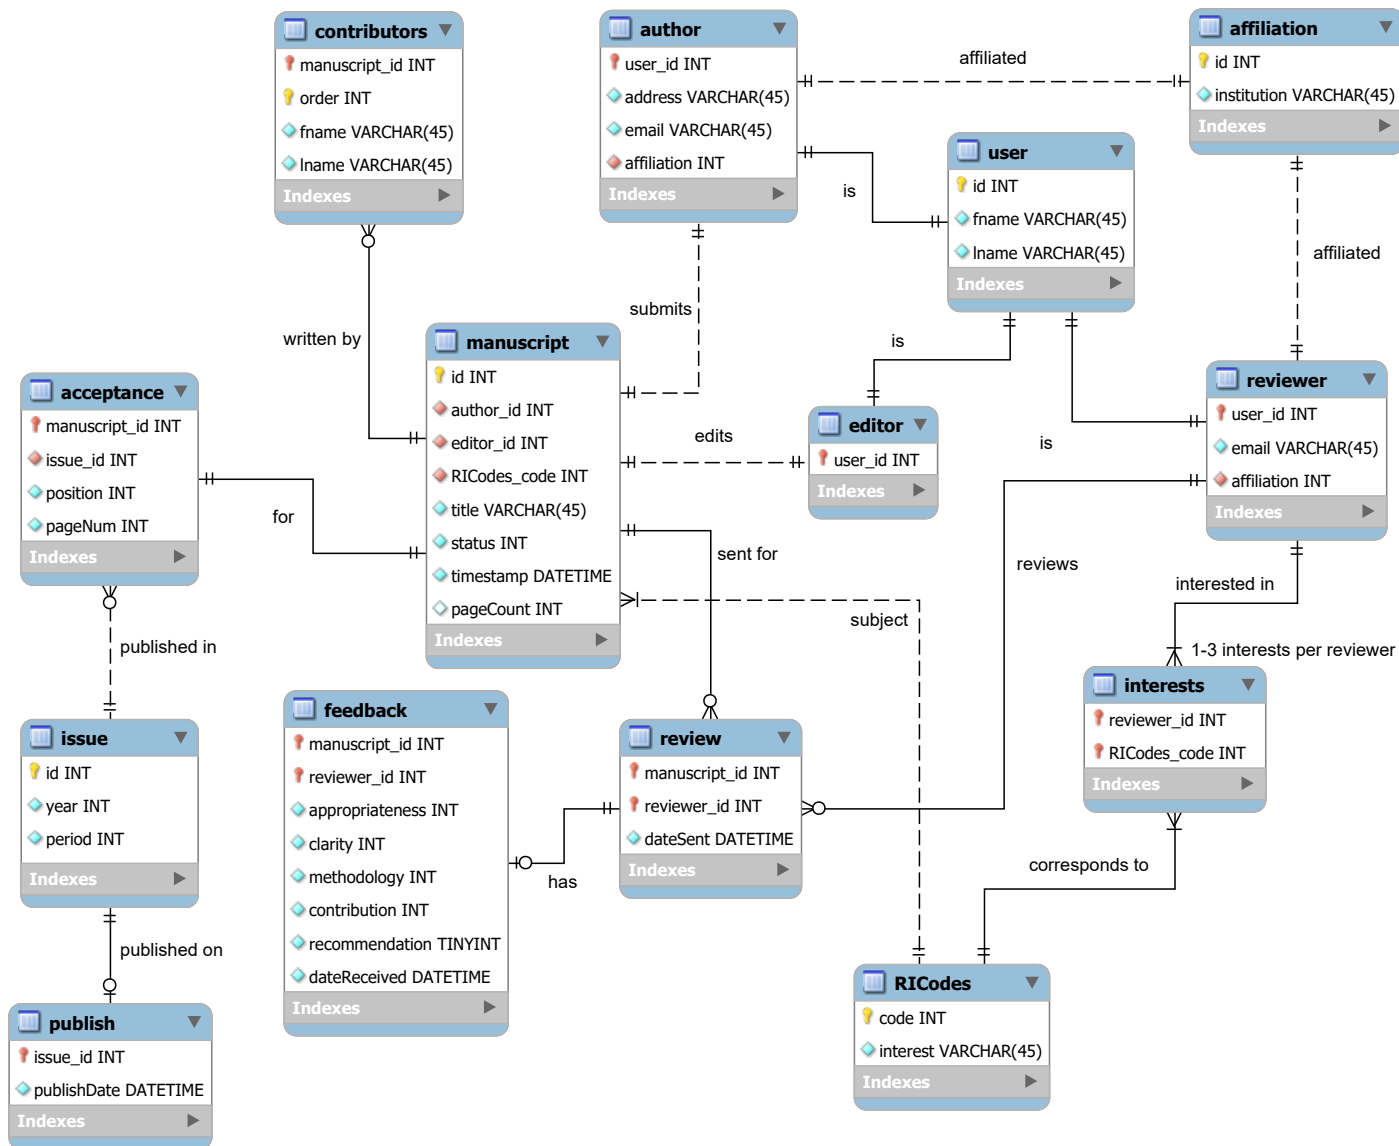 contributors
manuscript_id INT
order INT
fname VARCHAR(45)
lname VARCHAR(45)
Indexes
author
user_id INT
address VARCHAR(45)
email VARCHAR(45)
affiliation INT
Indexes
affiliated
affiliation
id INT
institution VARCHAR(45)
Indexes
is
user
id INT
fname VARCHAR(45)
lname VARCHAR(45)
Indexes
affiliated
written by
submits
is
manuscript
id INT
author_id INT
editor_id INT
RICodes_code INT
title VARCHAR(45)
status INT
timestamp DATETIME
pageCount INT
Indexes
acceptance
manuscript_id INT
issue_id INT
position INT
pageNum INT
Indexes
for
edits
editor
user_id INT
Indexes
is
reviewer
user_id INT
email VARCHAR(45)
affiliation INT
Indexes
sent for
reviews
subject
interested in
1-3 interests per reviewer
published in
interests
reviewer_id INT
RICodes_code INT
Indexes
issue
id INT
year INT
period INT
Indexes
feedback
manuscript_id INT
reviewer_id INT
appropriateness INT
clarity INT
methodology INT
contribution INT
recommendation TINYINT
dateReceived DATETIME
Indexes
review
manuscript_id INT
reviewer_id INT
dateSent DATETIME
Indexes
has
corresponds to
published on
publish
issue_id INT
publishDate DATETIME
Indexes
RICodes
code INT
interest VARCHAR(45)
Indexes